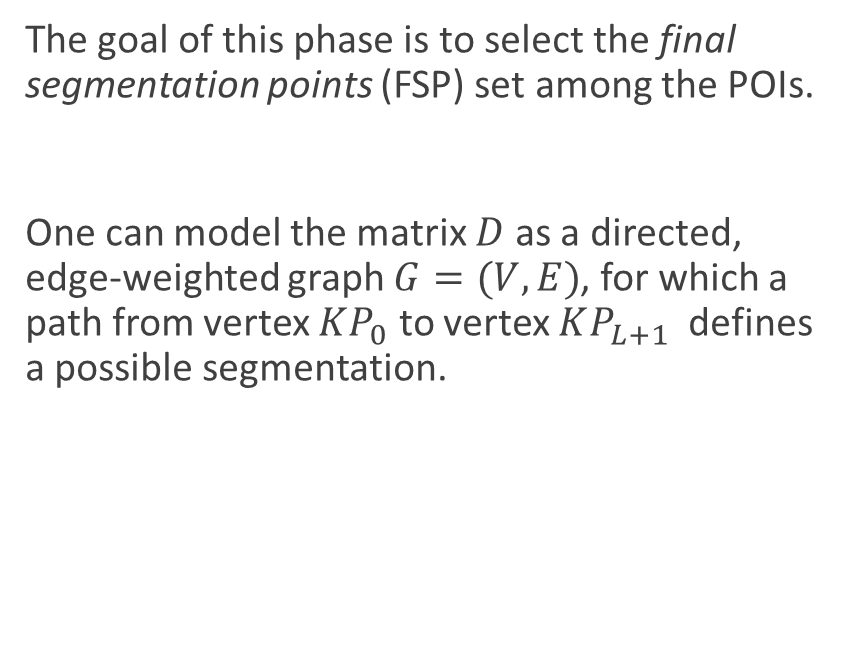 The goal of this phase is to select the final
segmentation points (FSP) set among the POIs.
One can model the matrix D as a directed,
edge-weighted graph G = (V, E), for which a
path from vertex KP₀ to vertex KP_{L+1} defines
a possible segmentation.